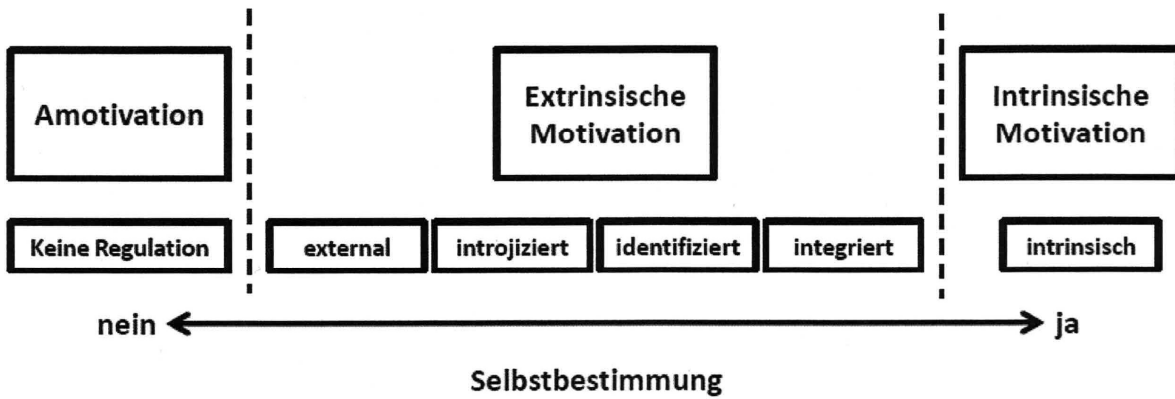 Amotivation
Extrinsische
Motivation
Intrinsische
Motivation
Keine Regulation
external
introjiziert
identifiziert
integriert
intrinsisch
nein
ja
Selbstbestimmung